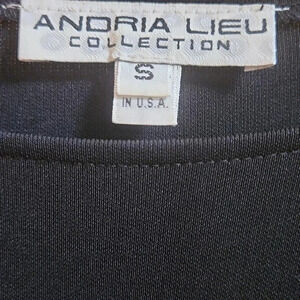 ANDRIA LIEU
COLLECTION
S
IN U.S.A.